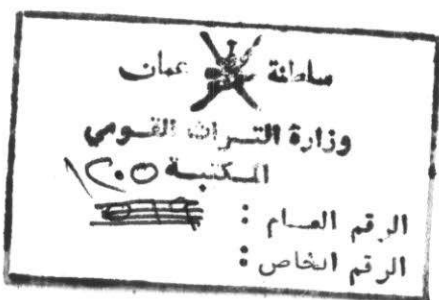 سلطنة عمان
وزارة التراث القومي
المكتبة ١٢٠٥
الرقم العام :
الرقم الخاص :